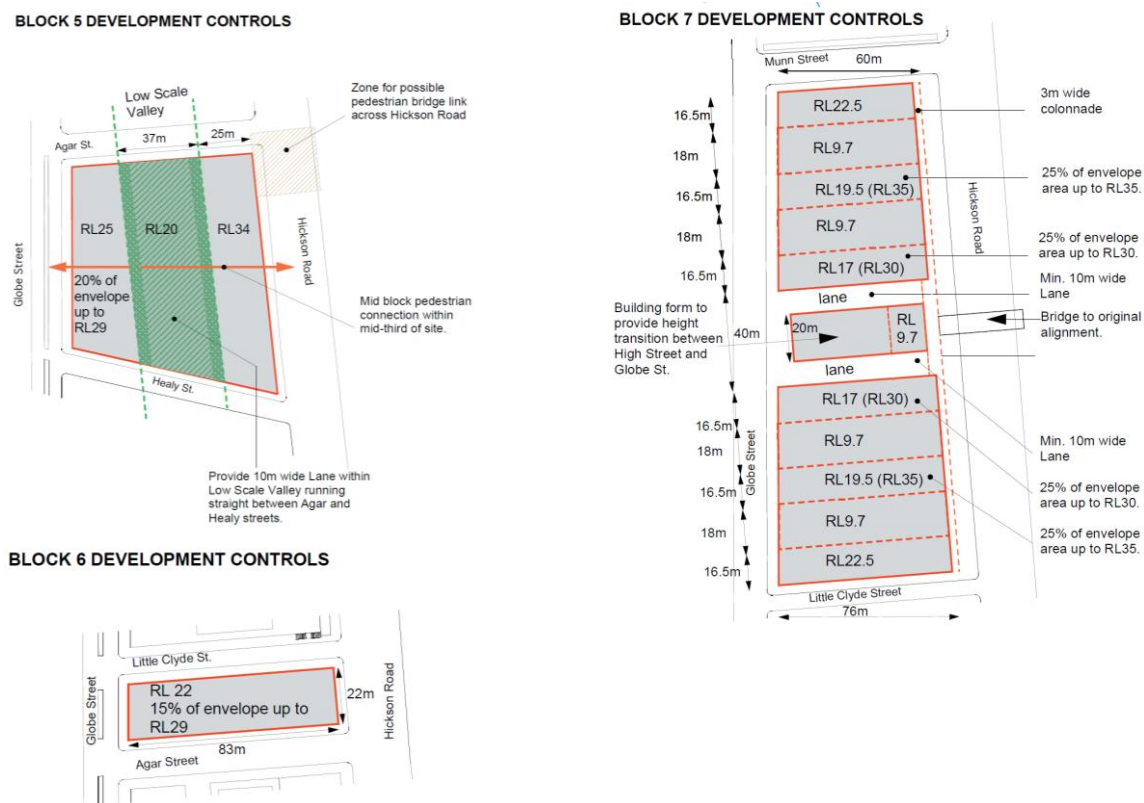 BLOCK 5 DEVELOPMENT CONTROLS
Low Scale
Valley
37m
25m
Agar St.
Zone for possible
pedestrian bridge link
across Hickson Road
RL25
RL20
RL34
Globe Street
Hickson Road
20% of
envelope
up to
RL29
Mid block pedestrian
connection within
mid-third of site.
Healy St.
Provide 10m wide Lane within
Low Scale Valley running
straight between Agar and
Healy streets.
BLOCK 6 DEVELOPMENT CONTROLS
Little Clyde St.
Globe Street
RL 22
15% of envelope up to
RL29
22m
83m
Hickson Road
Agar Street
BLOCK 7 DEVELOPMENT CONTROLS
Munn Street
60m
3m wide
colonnade
16.5m
RL22.5
18m
RL9.7
25% of envelope
area up to RL35.
16.5m
RL19.5 (RL35)
Hickson Road
18m
RL9.7
25% of envelope
area up to RL30.
16.5m
RL17 (RL30)
Min. 10m wide
Lane
lane
Building form to
provide height
transition between
High Street and
Globe St.
40m
20m
RL
9.7
Bridge to original
alignment.
lane
16.5m
RL17 (RL30)
18m
RL9.7
Min. 10m wide
Lane
Globe Street
16.5m
RL19.5 (RL35)
25% of envelope
area up to RL30.
18m
RL9.7
25% of envelope
area up to RL35.
16.5m
RL22.5
Little Clyde Street
76m